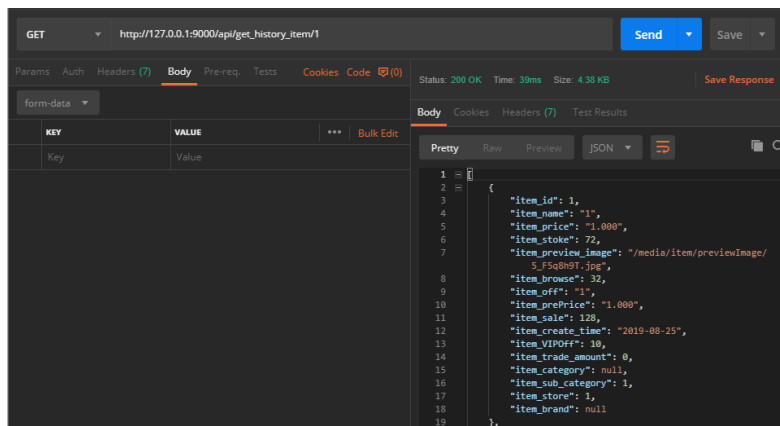 GET http://127.0.0.1:9000/api/get_history_item/1 Send Save
Params Auth Headers (7) Body Pre-req. Tests Cookies Code (0)
form-data
KEY VALUE ••• Bulk Edit
Key Value
Status: 200 OK Time: 39ms Size: 4.38 KB Save Response
Body Cookies Headers (7) Test Results
Pretty Raw Preview JSON
1 [
2 {
3 "item_id": 1,
4 "item_name": "1",
5 "item_price": "1.000",
6 "item_stoke": 72,
7 "item_preview_image": "/media/item/previewImage/
5_F5q8h9T.jpg",
8 "item_browse": 32,
9 "item_off": "1",
10 "item_prePrice": "1.000",
11 "item_sale": 128,
12 "item_create_time": "2019-08-25",
13 "item_VIPOff": 10,
14 "item_trade_amount": 0,
15 "item_category": null,
16 "item_sub_category": 1,
17 "item_store": 1,
18 "item_brand": null
19 },